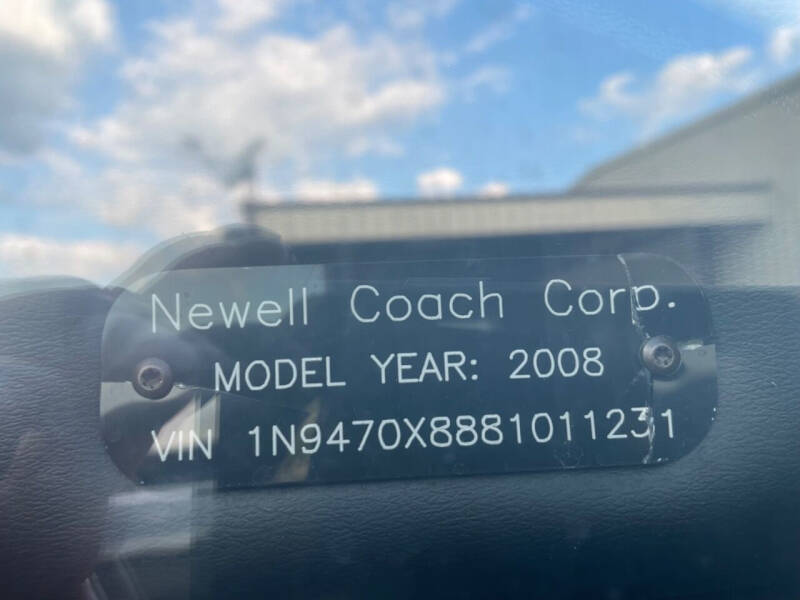 Newell Coach Corp.
MODEL YEAR: 2008
VIN 1N9470X8881011231